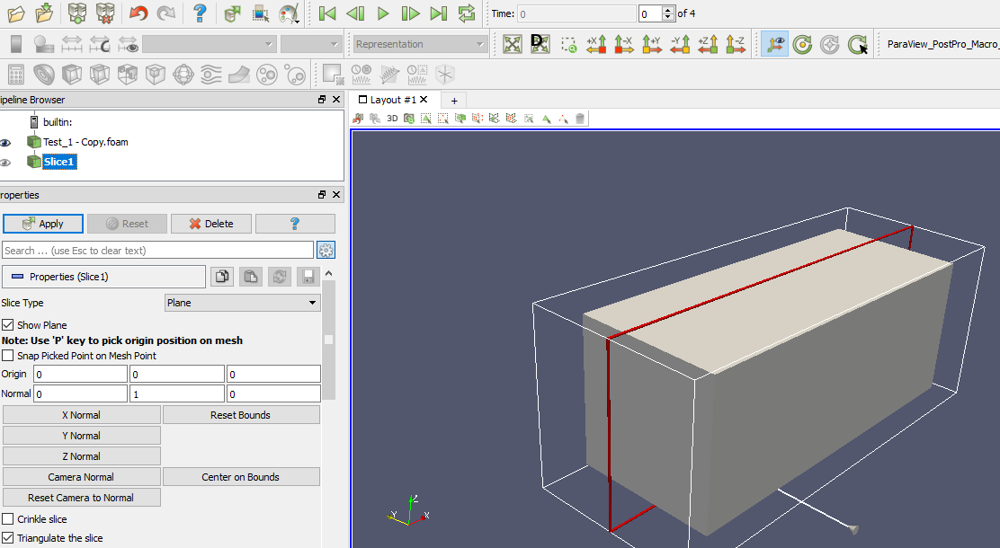 Time: 0 0 of 4
Representation
D +X -X +Y -Y +Z -Z
ParaView_PostPro_Macro_
ipeline Browser
Layout #1
+
3D
builtin:
Test_1 - Copy.foam
Slice1
roperties
Apply Reset Delete ?
Search ... (use Esc to clear text)
Properties (Slice1)
Slice Type Plane
Show Plane
Note: Use 'P' key to pick origin position on mesh
Snap Picked Point on Mesh Point
Origin 0 0 0
Normal 0 1 0
X Normal Reset Bounds
Y Normal
Z Normal
Camera Normal Center on Bounds
Reset Camera to Normal
Crinkle slice
Triangulate the slice
Z
Y X